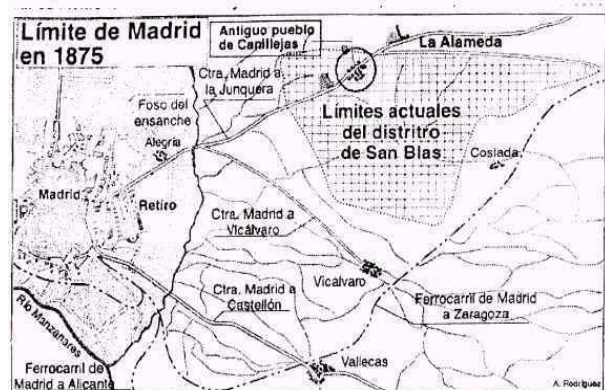 Límite de Madrid
en 1875
Antiguo pueblo
de Canillejas
La Alameda
Ctra. Madrid a
la Junquera
Foso del
ensanche
Alegría
Límites actuales
del distritro
de San Blas
Coslada
Madrid
Retiro
Ctra. Madrid a
Vicálvaro
Ctra. Madrid a
Castellón
Vicalvaro
Ferrocarril de Madrid
a Zaragoza
Río Manzanares
Vallecas
Ferrocarril de
Madrid a Alicante
A. Rodríguez